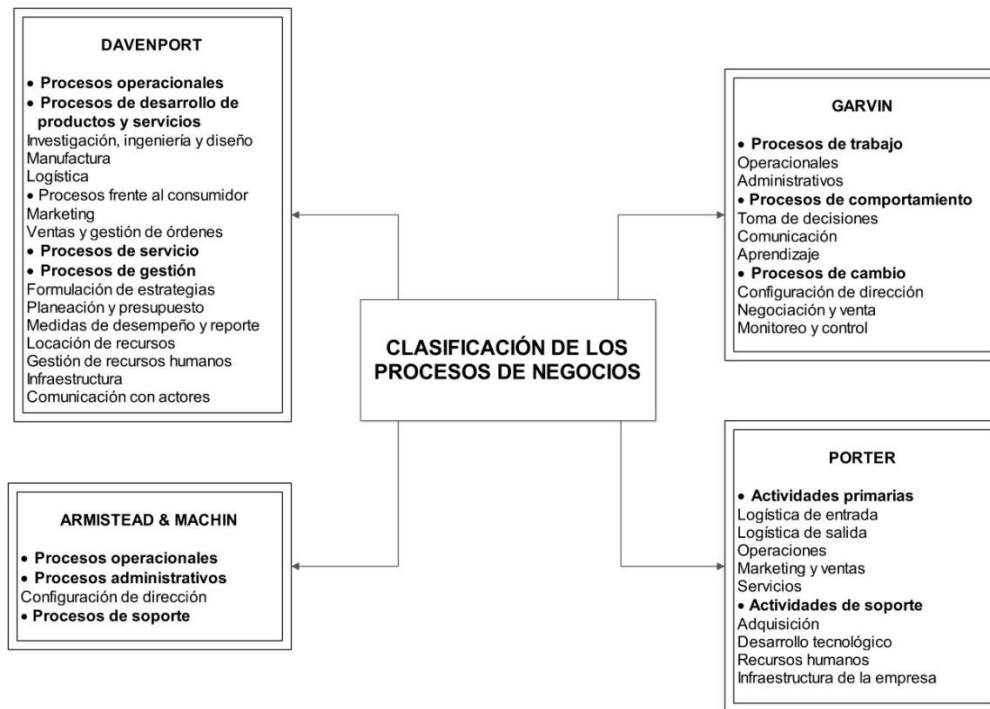 DAVENPORT
• Procesos operacionales
• Procesos de desarrollo de
productos y servicios
Investigación, ingeniería y diseño
Manufactura
Logística
• Procesos frente al consumidor
Marketing
Ventas y gestión de órdenes
• Procesos de servicio
• Procesos de gestión
Formulación de estrategias
Planeación y presupuesto
Medidas de desempeño y reporte
Locación de recursos
Gestión de recursos humanos
Infraestructura
Comunicación con actores
GARVIN
• Procesos de trabajo
Operacionales
Administrativos
• Procesos de comportamiento
Toma de decisiones
Comunicación
Aprendizaje
• Procesos de cambio
Configuración de dirección
Negociación y venta
Monitoreo y control
CLASIFICACIÓN DE LOS
PROCESOS DE NEGOCIOS
ARMISTEAD & MACHIN
• Procesos operacionales
• Procesos administrativos
Configuración de dirección
• Procesos de soporte
PORTER
• Actividades primarias
Logística de entrada
Logística de salida
Operaciones
Marketing y ventas
Servicios
• Actividades de soporte
Adquisición
Desarrollo tecnológico
Recursos humanos
Infraestructura de la empresa